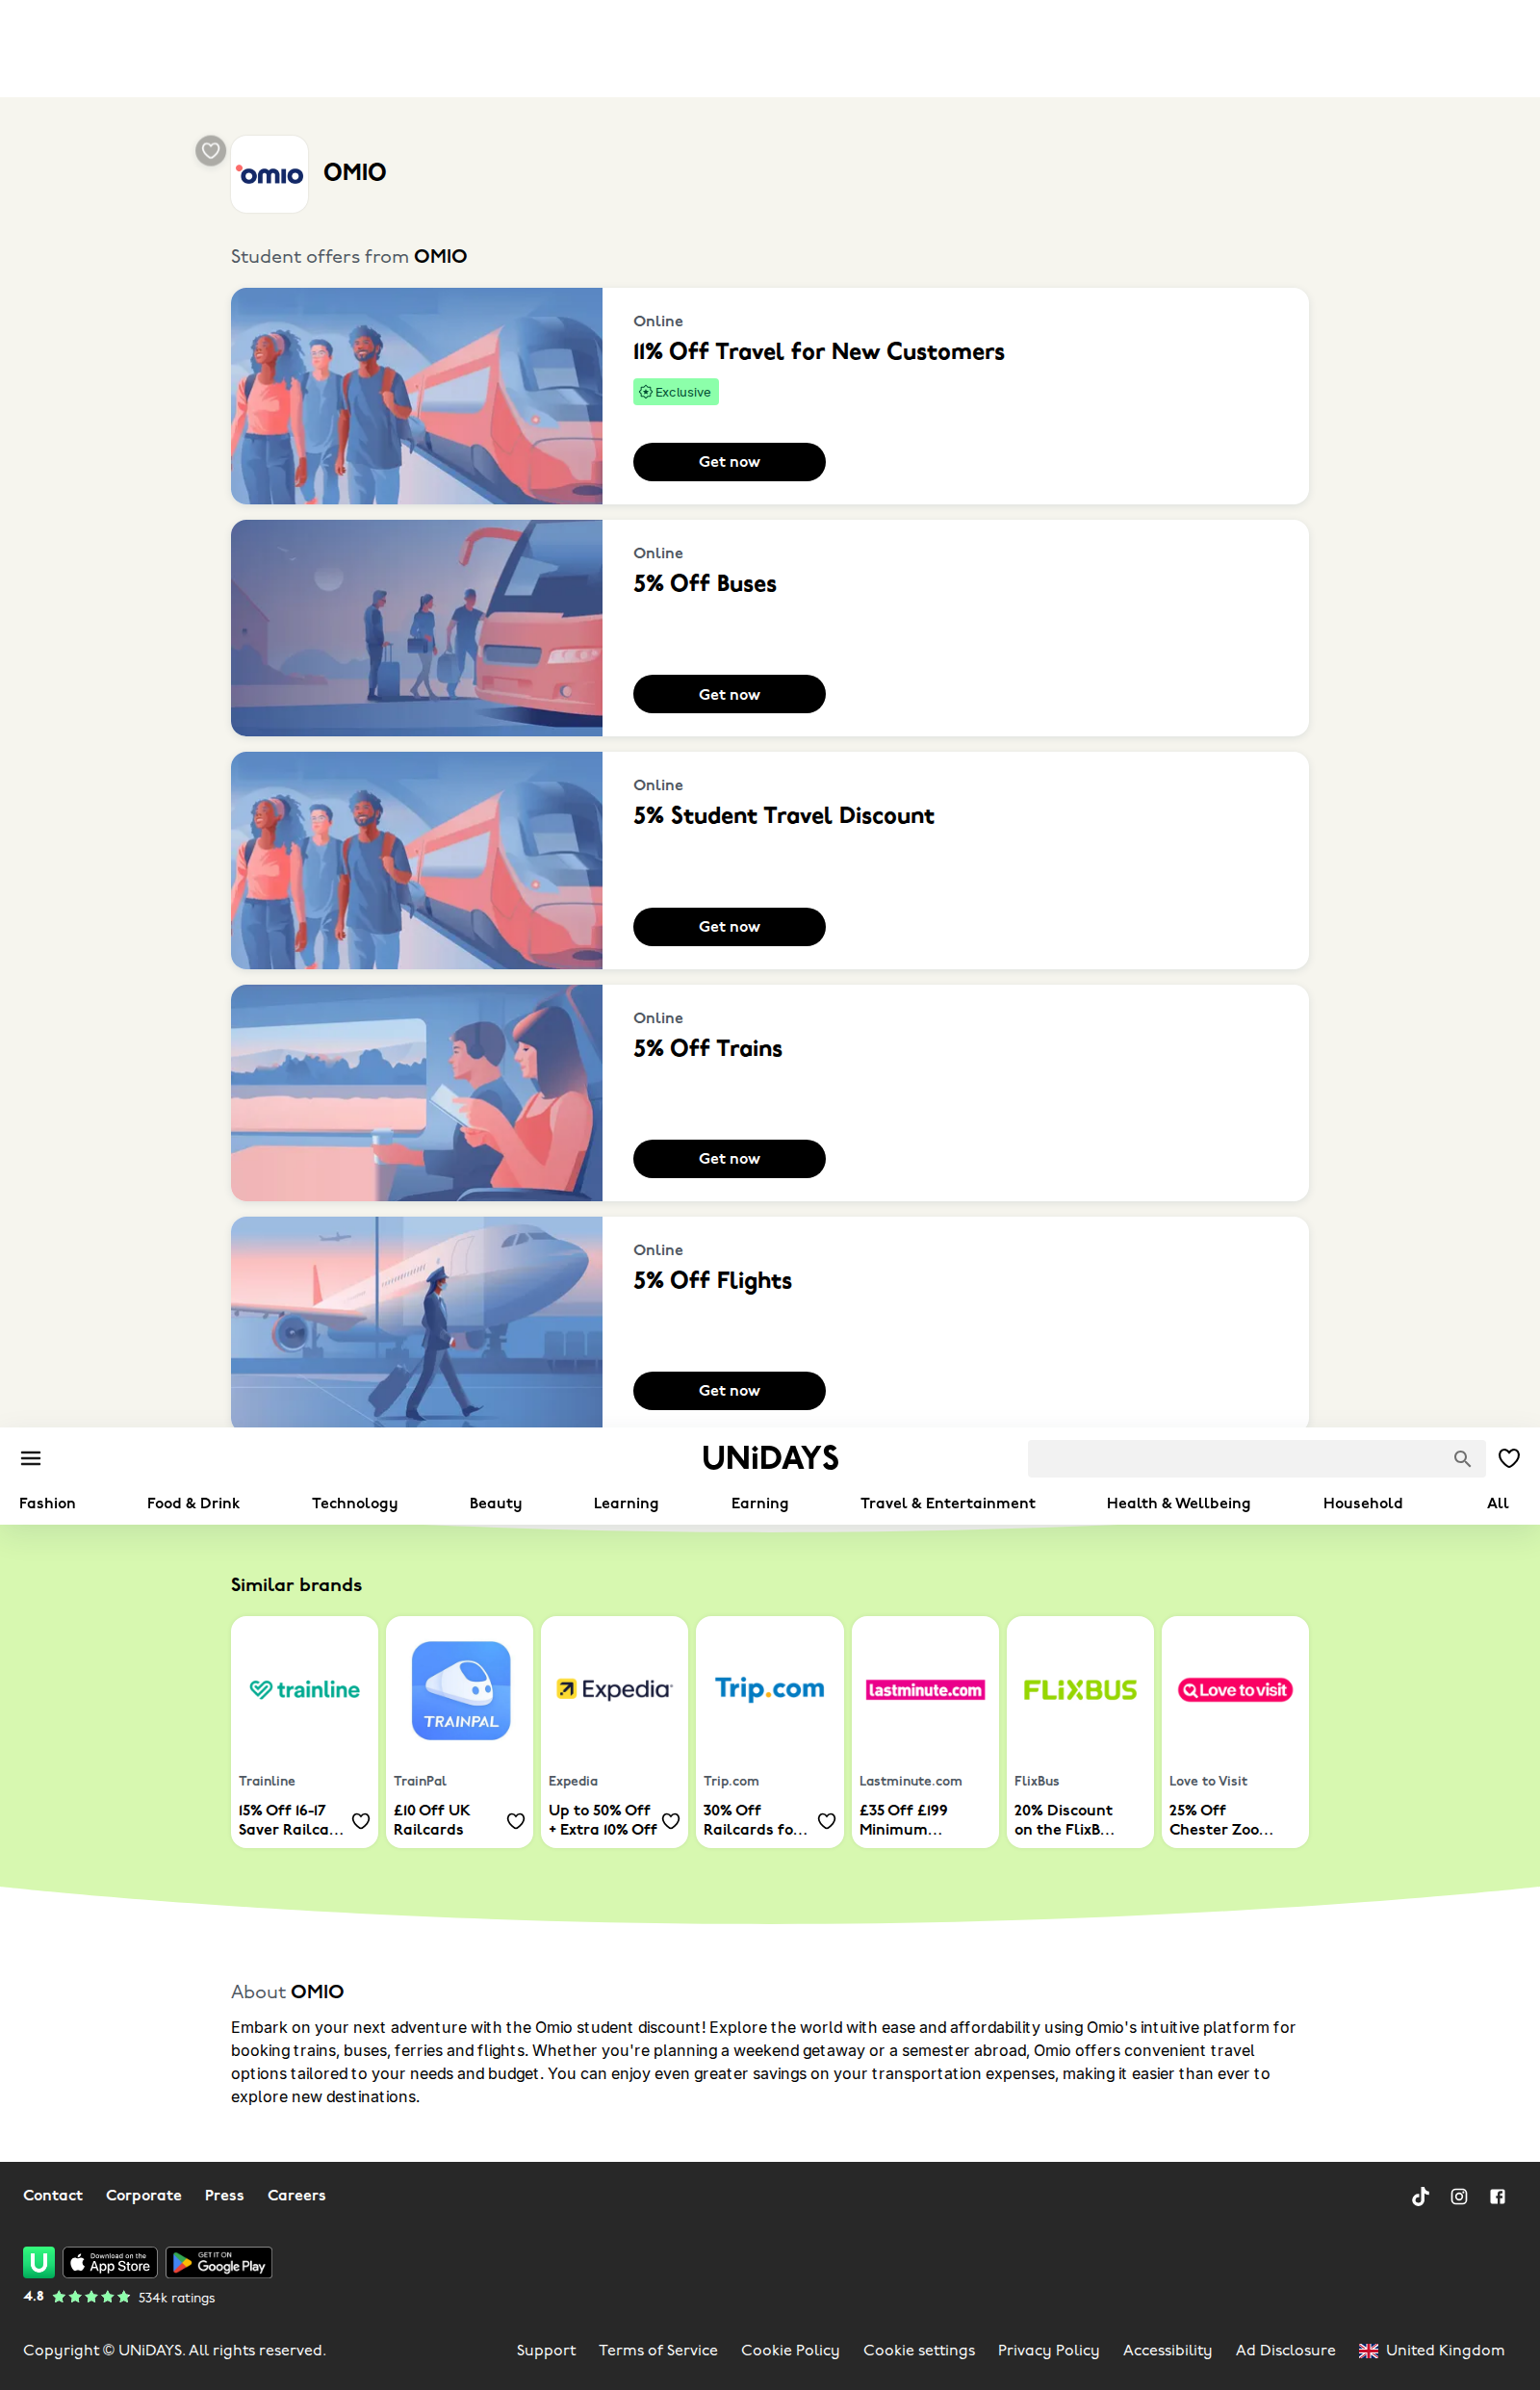 omio
OMIO
Student offers from OMIO
Online
11% Off Travel for New Customers
Exclusive
Get now
Online
5% Off Buses
Get now
Online
5% Student Travel Discount
Get now
Online
5% Off Trains
Get now
Online
5% Off Flights
Get now
UNiDAYS
Fashion
Food & Drink
Technology
Beauty
Learning
Earning
Travel & Entertainment
Health & Wellbeing
Household
All
Similar brands
trainline
Trainline
15% Off 16-17
Saver Railca...
TRAINPAL
TrainPal
£10 Off UK
Railcards
Expedia
Expedia
Up to 50% Off
+ Extra 10% Off
Trip.com
Trip.com
30% Off
Railcards fo...
lastminute.com
Lastminute.com
£35 Off £199
Minimum...
FLiXBUS
FlixBus
20% Discount
on the FlixB...
Love to visit
Love to Visit
25% Off
Chester Zoo...
About OMIO
Embark on your next adventure with the Omio student discount! Explore the world with ease and affordability using Omio's intuitive platform for
booking trains, buses, ferries and flights. Whether you're planning a weekend getaway or a semester abroad, Omio offers convenient travel
options tailored to your needs and budget. You can enjoy even greater savings on your transportation expenses, making it easier than ever to
explore new destinations.
Contact
Corporate
Press
Careers
U
Download on the
App Store
GET IT ON
Google Play
4.8
534k ratings
Copyright © UNiDAYS. All rights reserved.
Support
Terms of Service
Cookie Policy
Cookie settings
Privacy Policy
Accessibility
Ad Disclosure
United Kingdom